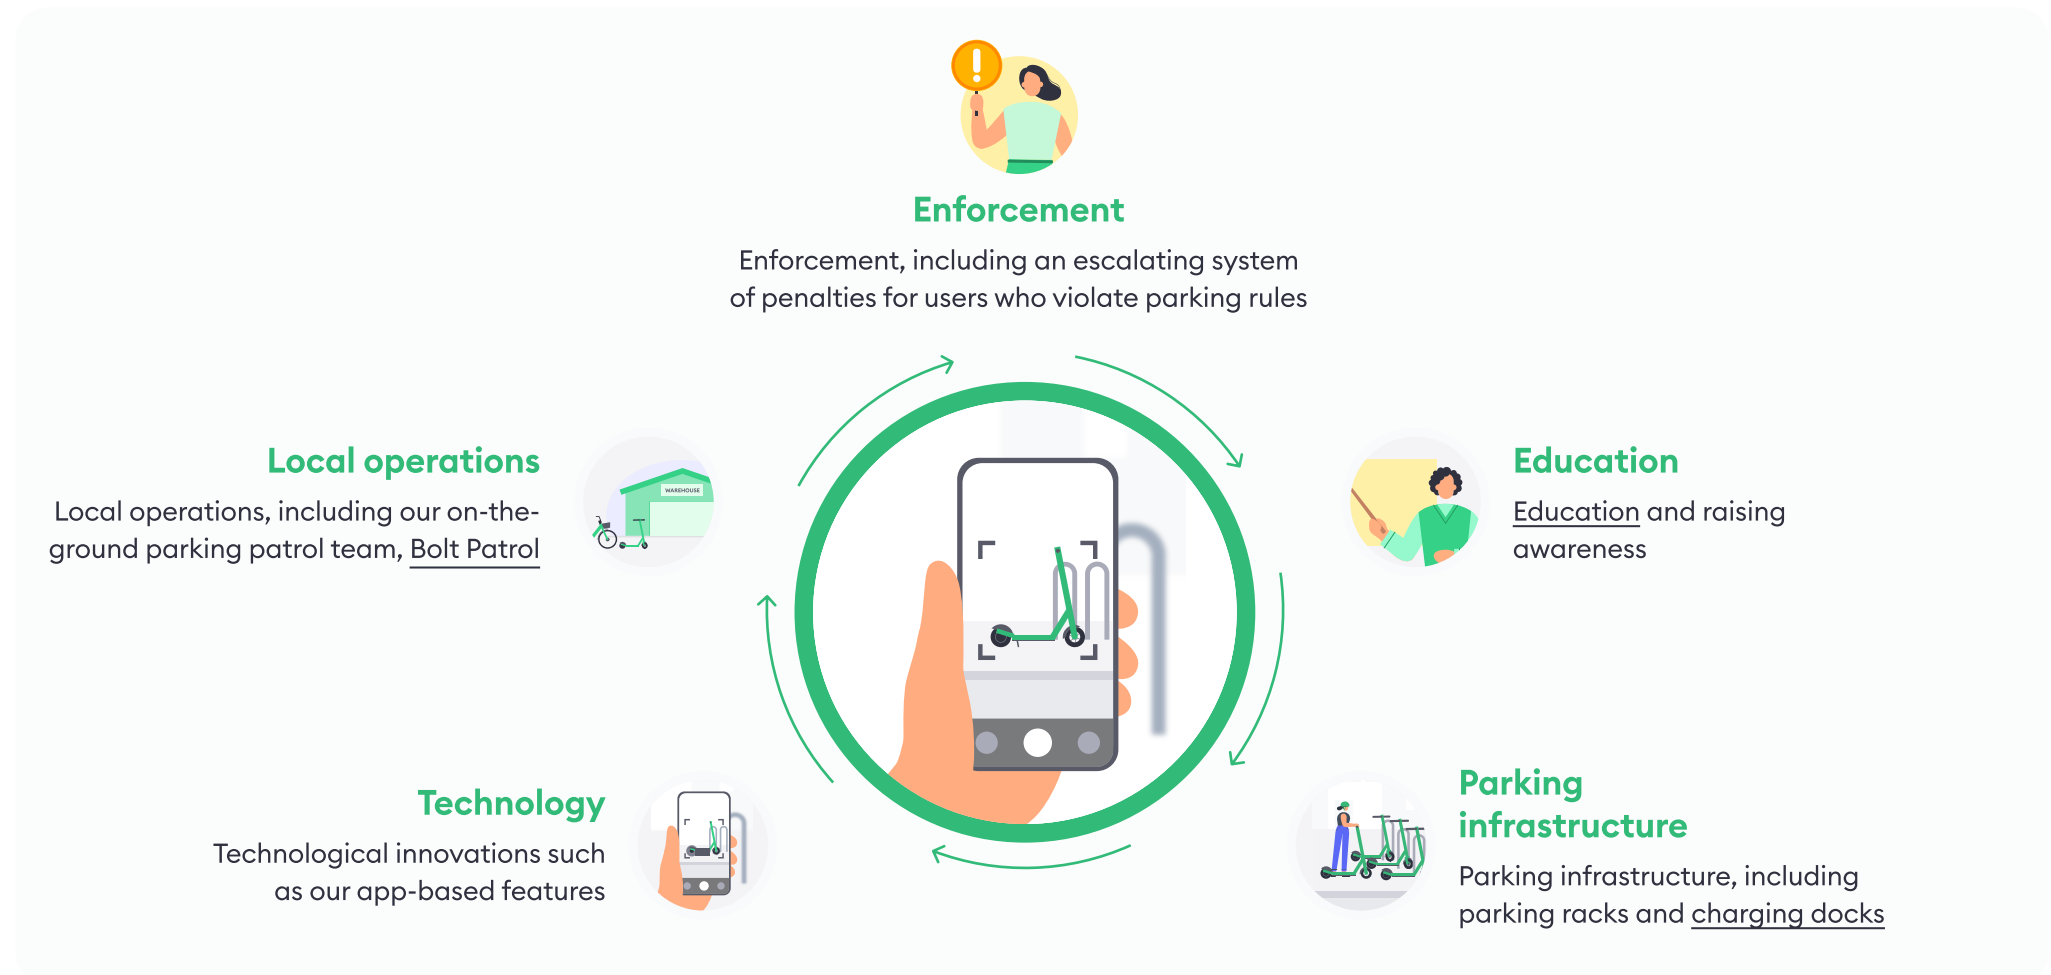 !
Enforcement
Enforcement, including an escalating system
of penalties for users who violate parking rules
Local operations
Local operations, including our on-the-
ground parking patrol team, Bolt Patrol
WAREHOUSE
Education
Education and raising
awareness
Technology
Technological innovations such
as our app-based features
Parking
infrastructure
Parking infrastructure, including
parking racks and charging docks